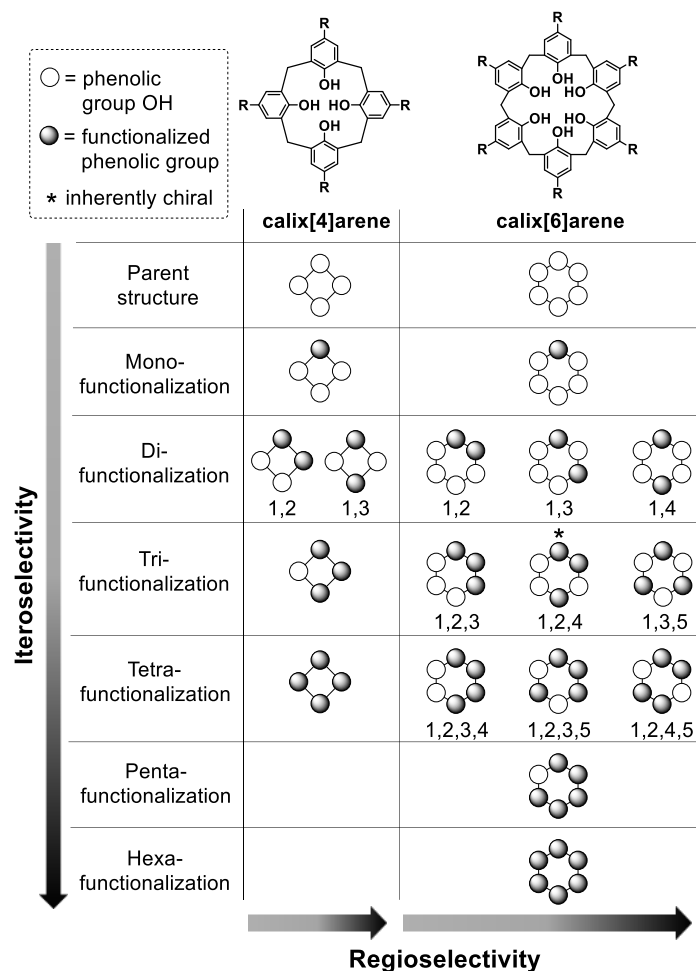 = phenolic
group OH
= functionalized
phenolic group
* inherently chiral
R
OH
R
OH
HO
R
OH
R
R
R
R
OH
OH
HO
OH
OH
HO
R
R
R
calix[4]arene
calix[6]arene
Parent
structure
Mono-
functionalization
Di-
functionalization
1,2
1,3
1,2
1,3
1,4
Tri-
functionalization
*
1,2,3
1,2,4
1,3,5
Tetra-
functionalization
1,2,3,4
1,2,3,5
1,2,4,5
Penta-
functionalization
Hexa-
functionalization
Iteroselectivity
Regioselectivity